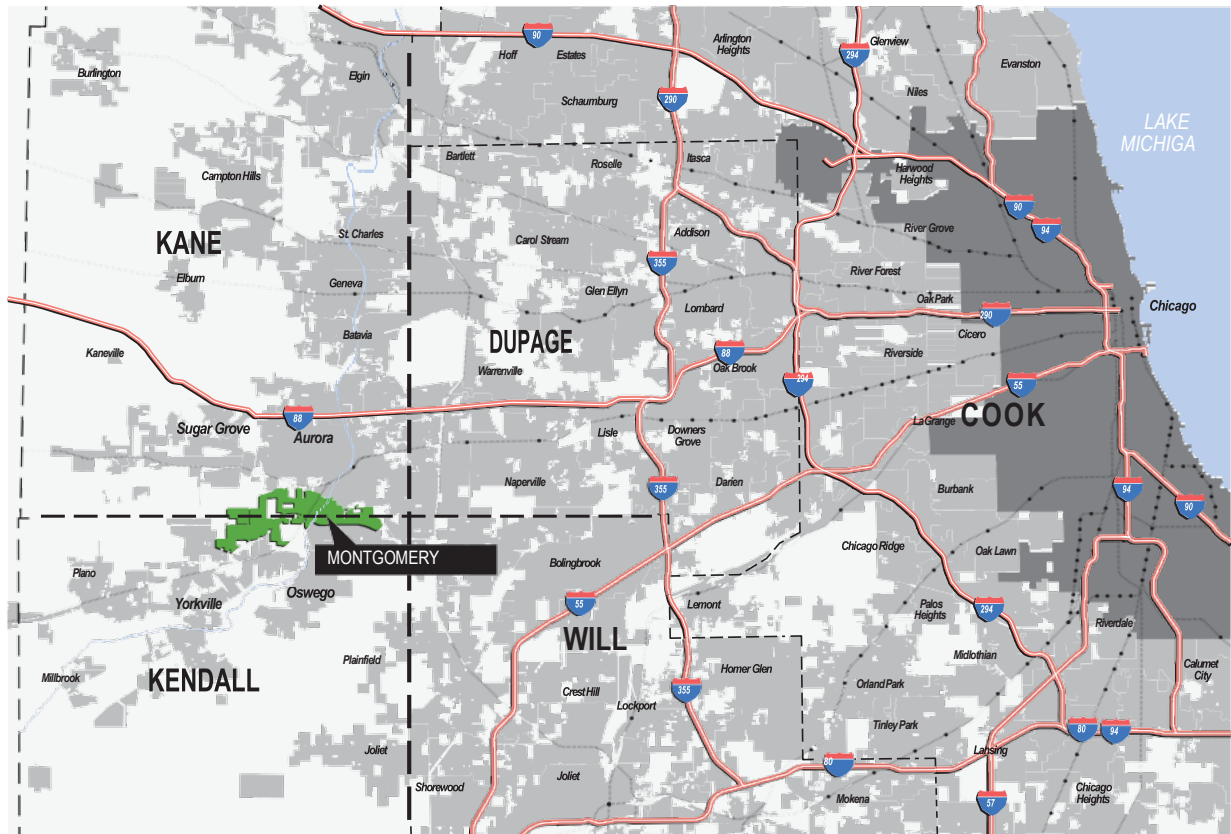 90
Hoff
Estates
Arlington
Heights
294
Glenview
Evanston
Burlington
Elgin
Schaumburg
290
Niles
LAKE
MICHIGA
Bartlett
Roselle
Itasca
Harwood
Heights
Campton Hills
90
94
KANE
St. Charles
Carol Stream
Addison
River Grove
355
Elburn
Geneva
Glen Ellyn
River Forest
Lombard
Oak Park
290
Chicago
Batavia
DUPAGE
Cicero
Kaneville
88
Riverside
Warrenville
Oak Brook
294
55
88
Sugar Grove
Aurora
Lisle
Downers
Grove
La Grange
COOK
Naperville
355
Darien
Burbank
94
90
MONTGOMERY
Bolingbrook
Chicago Ridge
Oak Lawn
Plano
Yorkville
Oswego
55
Lemont
Palos
Heights
294
Riverdale
WILL
Millbrook
KENDALL
Plainfield
Homer Glen
Midlothian
Calumet
City
Crest Hill
355
Orland Park
Lockport
Tinley Park
80
94
Joliet
Lansing
Shorewood
Joliet
80
Mokena
57
Chicago
Heights